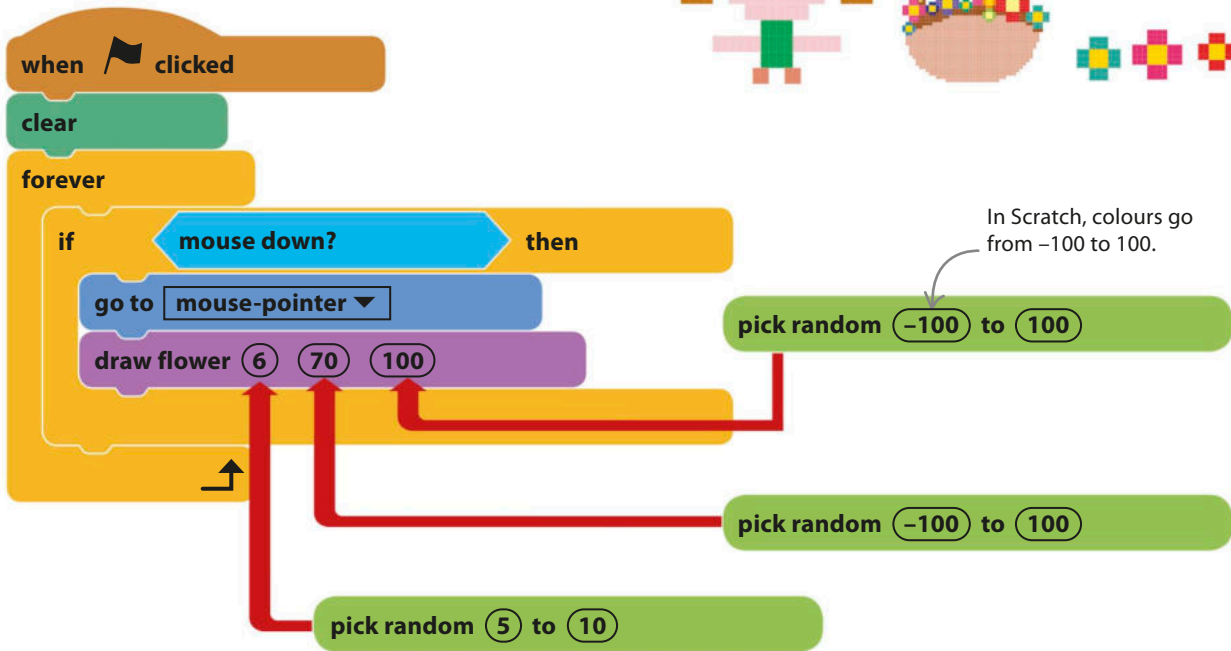 when clicked
clear
forever
if mouse down? then
go to mouse-pointer
draw flower 6 70 100
In Scratch, colours go
from –100 to 100.
pick random –100 to 100
pick random –100 to 100
pick random 5 to 10